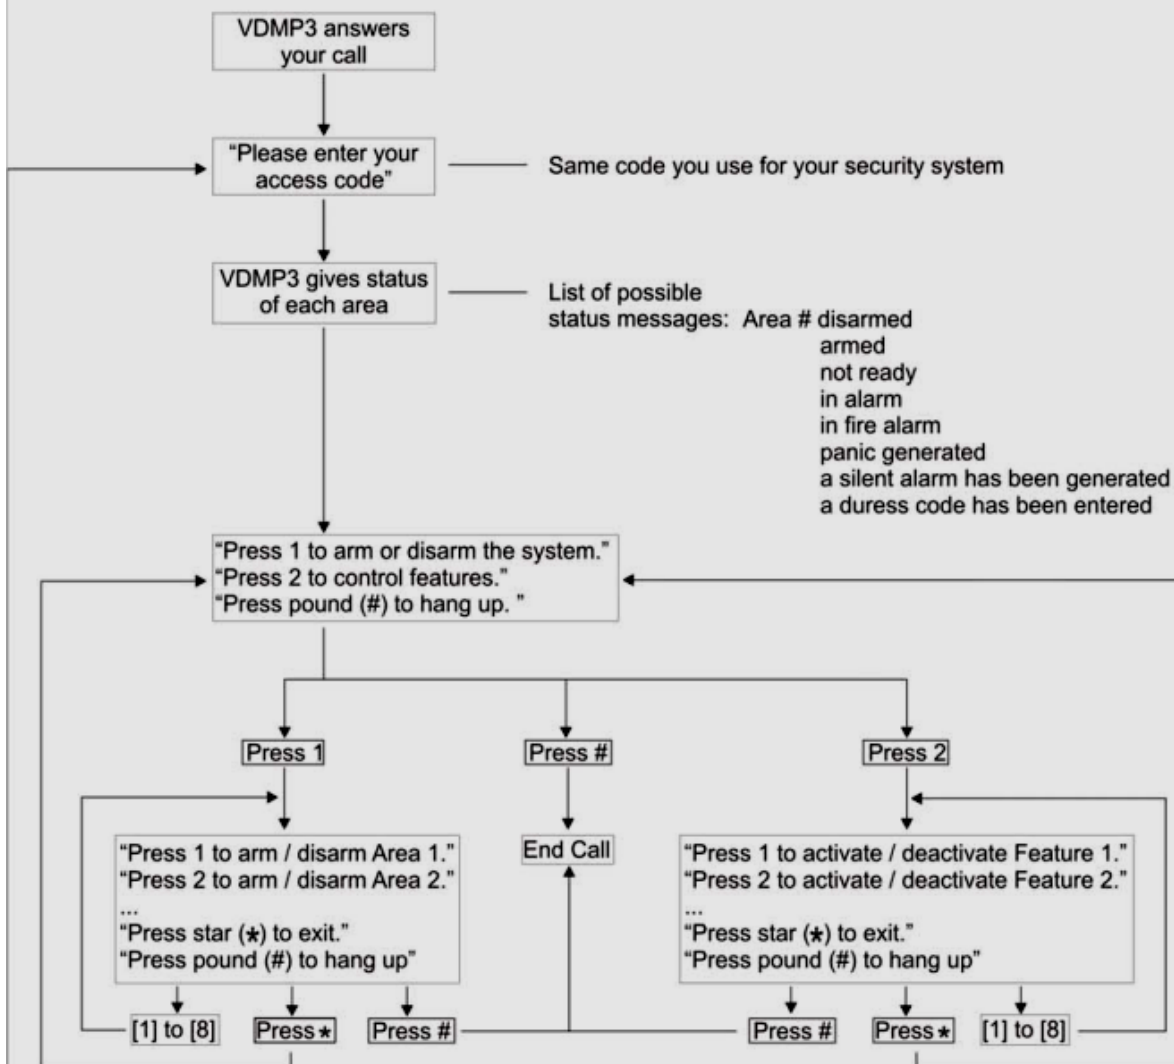 VDMP3 answers
your call
“Please enter your
access code”
Same code you use for your security system
VDMP3 gives status
of each area
List of possible
status messages: Area # disarmed
armed
not ready
in alarm
in fire alarm
panic generated
a silent alarm has been generated
a duress code has been entered
“Press 1 to arm or disarm the system.”
“Press 2 to control features.”
“Press pound (#) to hang up. ”
Press 1
Press #
Press 2
“Press 1 to arm / disarm Area 1.”
“Press 2 to arm / disarm Area 2.”
...
“Press star (★) to exit.”
“Press pound (#) to hang up”
End Call
“Press 1 to activate / deactivate Feature 1.”
“Press 2 to activate / deactivate Feature 2.”
...
“Press star (★) to exit.”
“Press pound (#) to hang up”
[1] to [8]
Press ★
Press #
Press #
Press ★
[1] to [8]